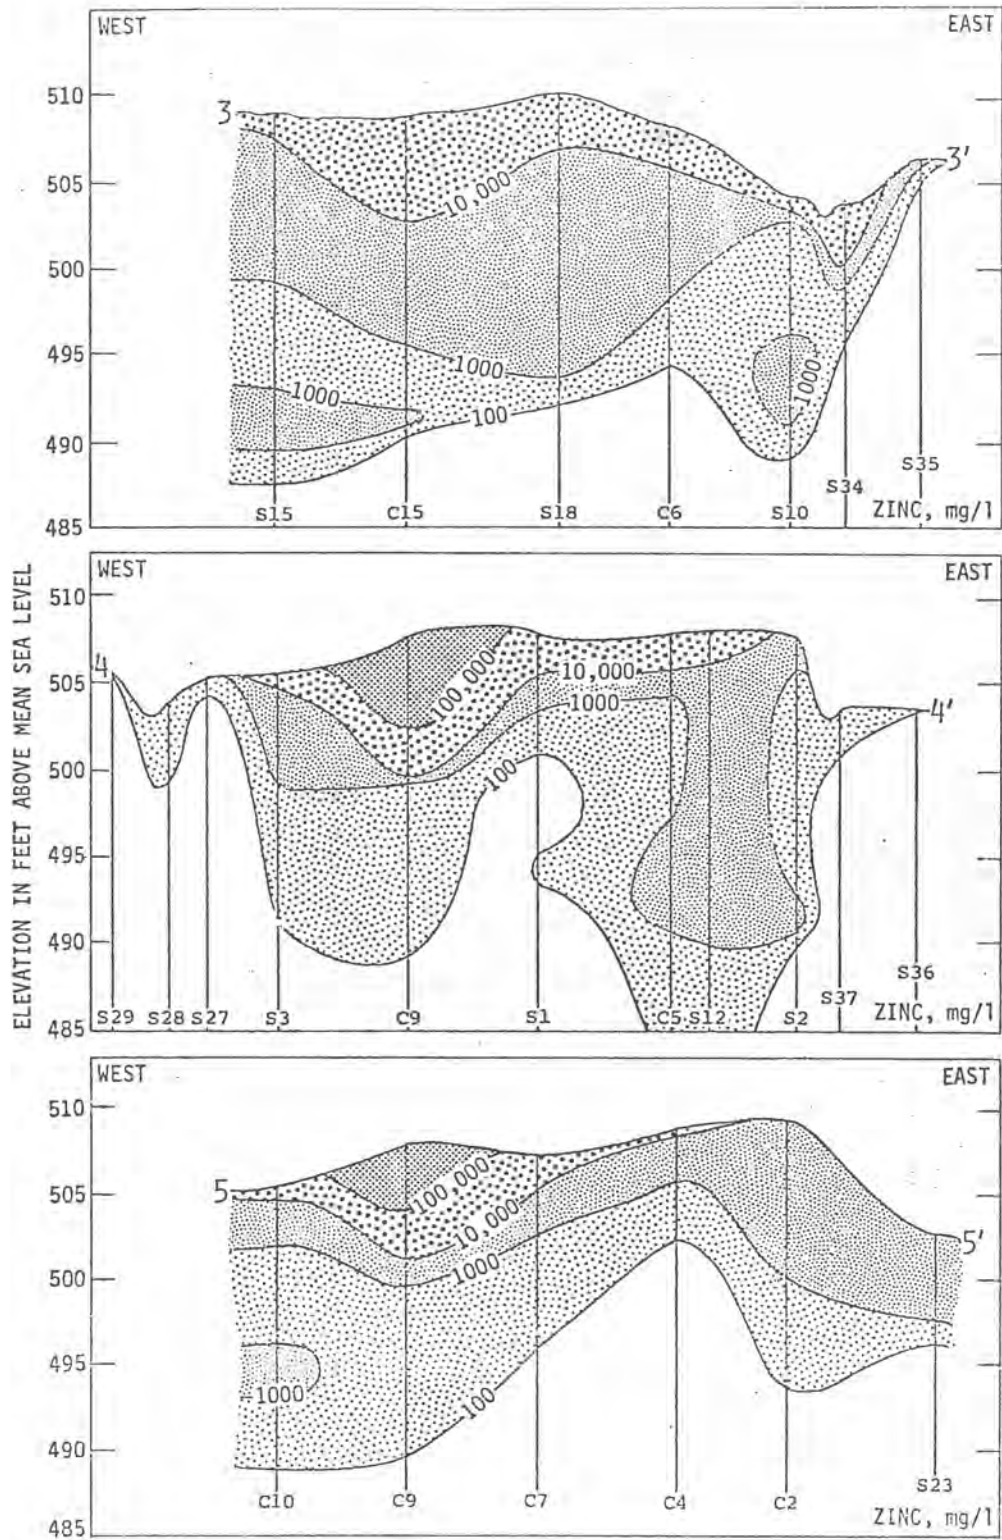 WEST
EAST
510
3
3'
505
10,000
500
495
1000
1000
1000
100
490
S35
S34
485
S15
C15
S18
C6
S10
ZINC, mg/l
ELEVATION IN FEET ABOVE MEAN SEA LEVEL
WEST
EAST
510
4
505
100,000
10,000
1000
4'
500
100
495
490
S36
S37
485
S29
S28
S27
S3
C9
S1
C5
S12
S2
ZINC, mg/l
WEST
EAST
510
5
505
100,000
10,000
5'
1000
500
495
1000
100
490
S23
C10
C9
C7
C4
C2
ZINC, mg/l
485